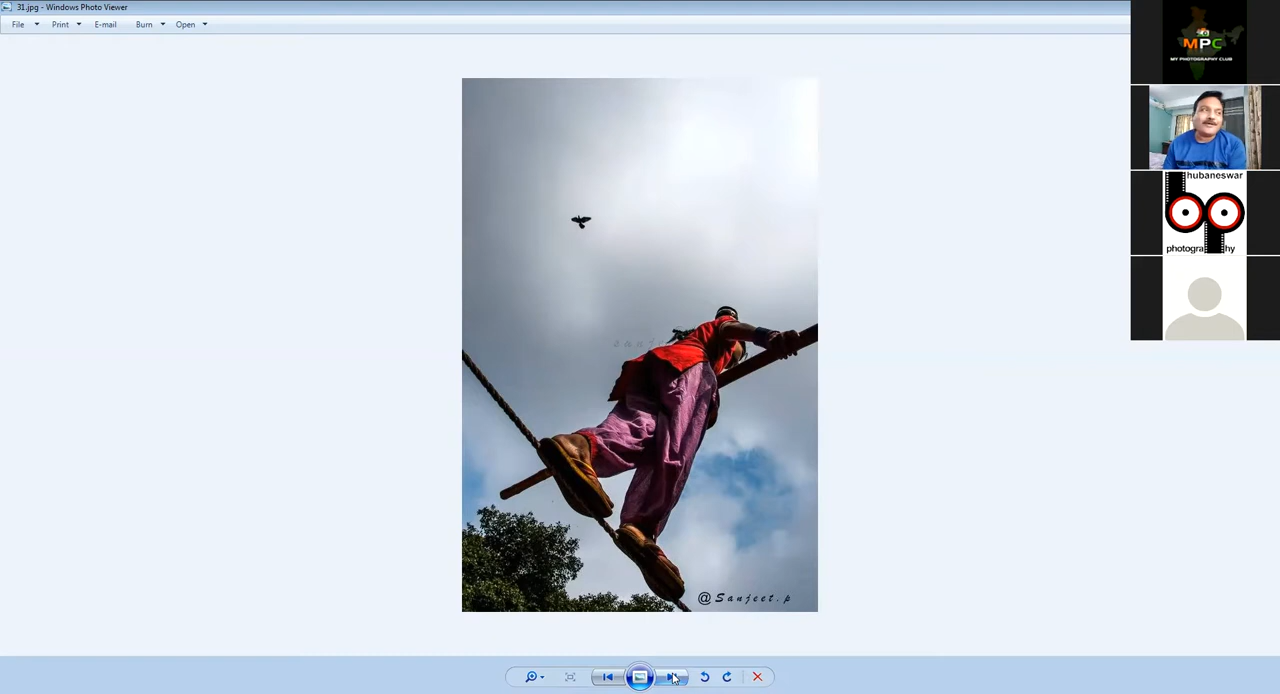 31.jpg - Windows Photo Viewer
File Print E-mail Burn Open
MPC
MY PHOTOGRAPHY CLUB
hubaneswar
photogra hy
@Sanjeet.p